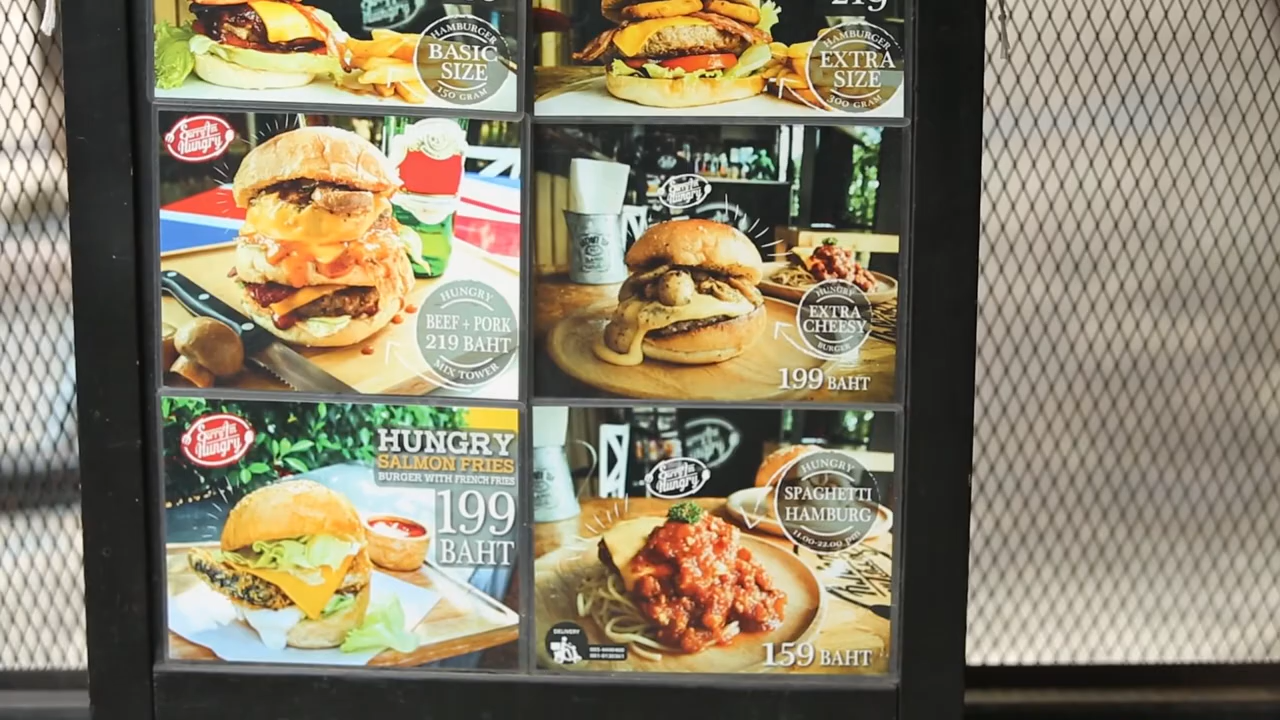 HAMBURGER
BASIC
SIZE
150 GRAM
219
HAMBURGER
EXTRA
SIZE
300 GRAM
Hungry
HUNGRY
BEEF + PORK
219 BAHT
MIX TOWER
Hungry
HUNGRY
EXTRA
CHEESY
BURGER
199 BAHT
Hungry
HUNGRY
SALMON FRIES
BURGER WITH FRENCH FRIES
199
BAHT
Hungry
HUNGRY
SPAGHETTI
HAMBURG
11.00-22.00 pm
DELIVERY
159 BAHT